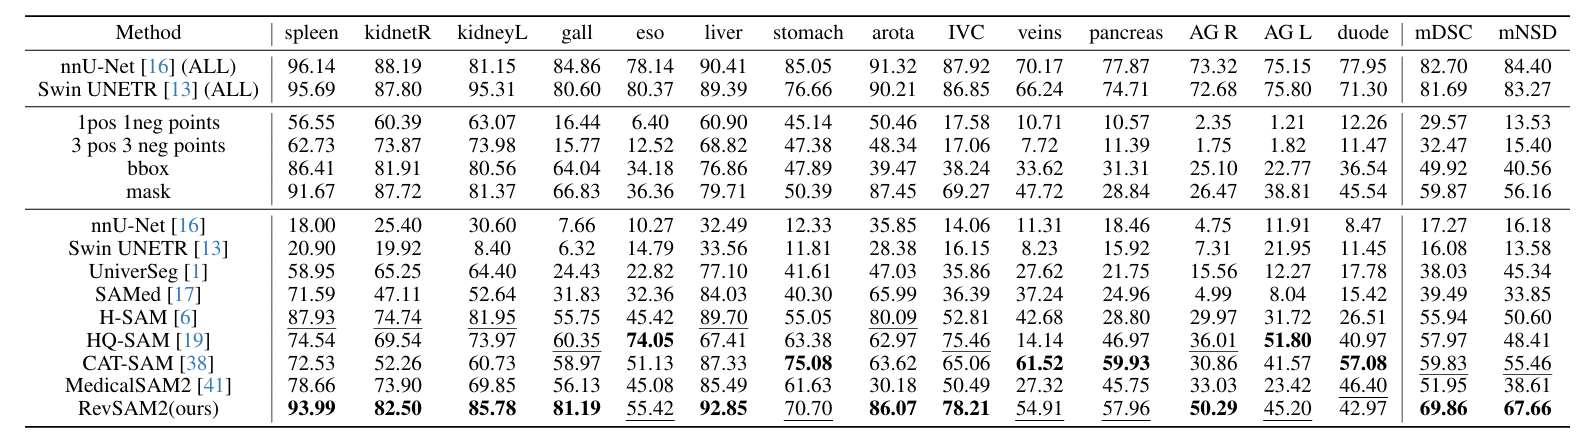 Method spleen kidnetR kidneyL gall eso liver stomach arota IVC veins pancreas AG R AG L duode mDSC mNSD
nnU-Net [16] (ALL) 96.14 88.19 81.15 84.86 78.14 90.41 85.05 91.32 87.92 70.17 77.87 73.32 75.15 77.95 82.70 84.40
Swin UNETR [13] (ALL) 95.69 87.80 95.31 80.60 80.37 89.39 76.66 90.21 86.85 66.24 74.71 72.68 75.80 71.30 81.69 83.27
1pos 1neg points 56.55 60.39 63.07 16.44 6.40 60.90 45.14 50.46 17.58 10.71 10.57 2.35 1.21 12.26 29.57 13.53
3 pos 3 neg points 62.73 73.87 73.98 15.77 12.52 68.82 47.38 48.34 17.06 7.72 11.39 1.75 1.82 11.47 32.47 15.40
bbox 86.41 81.91 80.56 64.04 34.18 76.86 47.89 39.47 38.24 33.62 31.31 25.10 22.77 36.54 49.92 40.56
mask 91.67 87.72 81.37 66.83 36.36 79.71 50.39 87.45 69.27 47.72 28.84 26.47 38.81 45.54 59.87 56.16
nnU-Net [16] 18.00 25.40 30.60 7.66 10.27 32.49 12.33 35.85 14.06 11.31 18.46 4.75 11.91 8.47 17.27 16.18
Swin UNETR [13] 20.90 19.92 8.40 6.32 14.79 33.56 11.81 28.38 16.15 8.23 15.92 7.31 21.95 11.45 16.08 13.58
UniverSeg [1] 58.95 65.25 64.40 24.43 22.82 77.10 41.61 47.03 35.86 27.62 21.75 15.56 12.27 17.78 38.03 45.34
SAMed [17] 71.59 47.11 52.64 31.83 32.36 84.03 40.30 65.99 36.39 37.24 24.96 4.99 8.04 15.42 39.49 33.85
H-SAM [6] 87.93 74.74 81.95 55.75 45.42 89.70 55.05 80.09 52.81 42.68 28.80 29.97 31.72 26.51 55.94 50.60
HQ-SAM [19] 74.54 69.54 73.97 60.35 74.05 67.41 63.38 62.97 75.46 14.14 46.97 36.01 51.80 40.97 57.97 48.41
CAT-SAM [38] 72.53 52.26 60.73 58.97 51.13 87.33 75.08 63.62 65.06 61.52 59.93 30.86 41.57 57.08 59.83 55.46
MedicalSAM2 [41] 78.66 73.90 69.85 56.13 45.08 85.49 61.63 30.18 50.49 27.32 45.75 33.03 23.42 46.40 51.95 38.61
RevSAM2(ours) 93.99 82.50 85.78 81.19 55.42 92.85 70.70 86.07 78.21 54.91 57.96 50.29 45.20 42.97 69.86 67.66